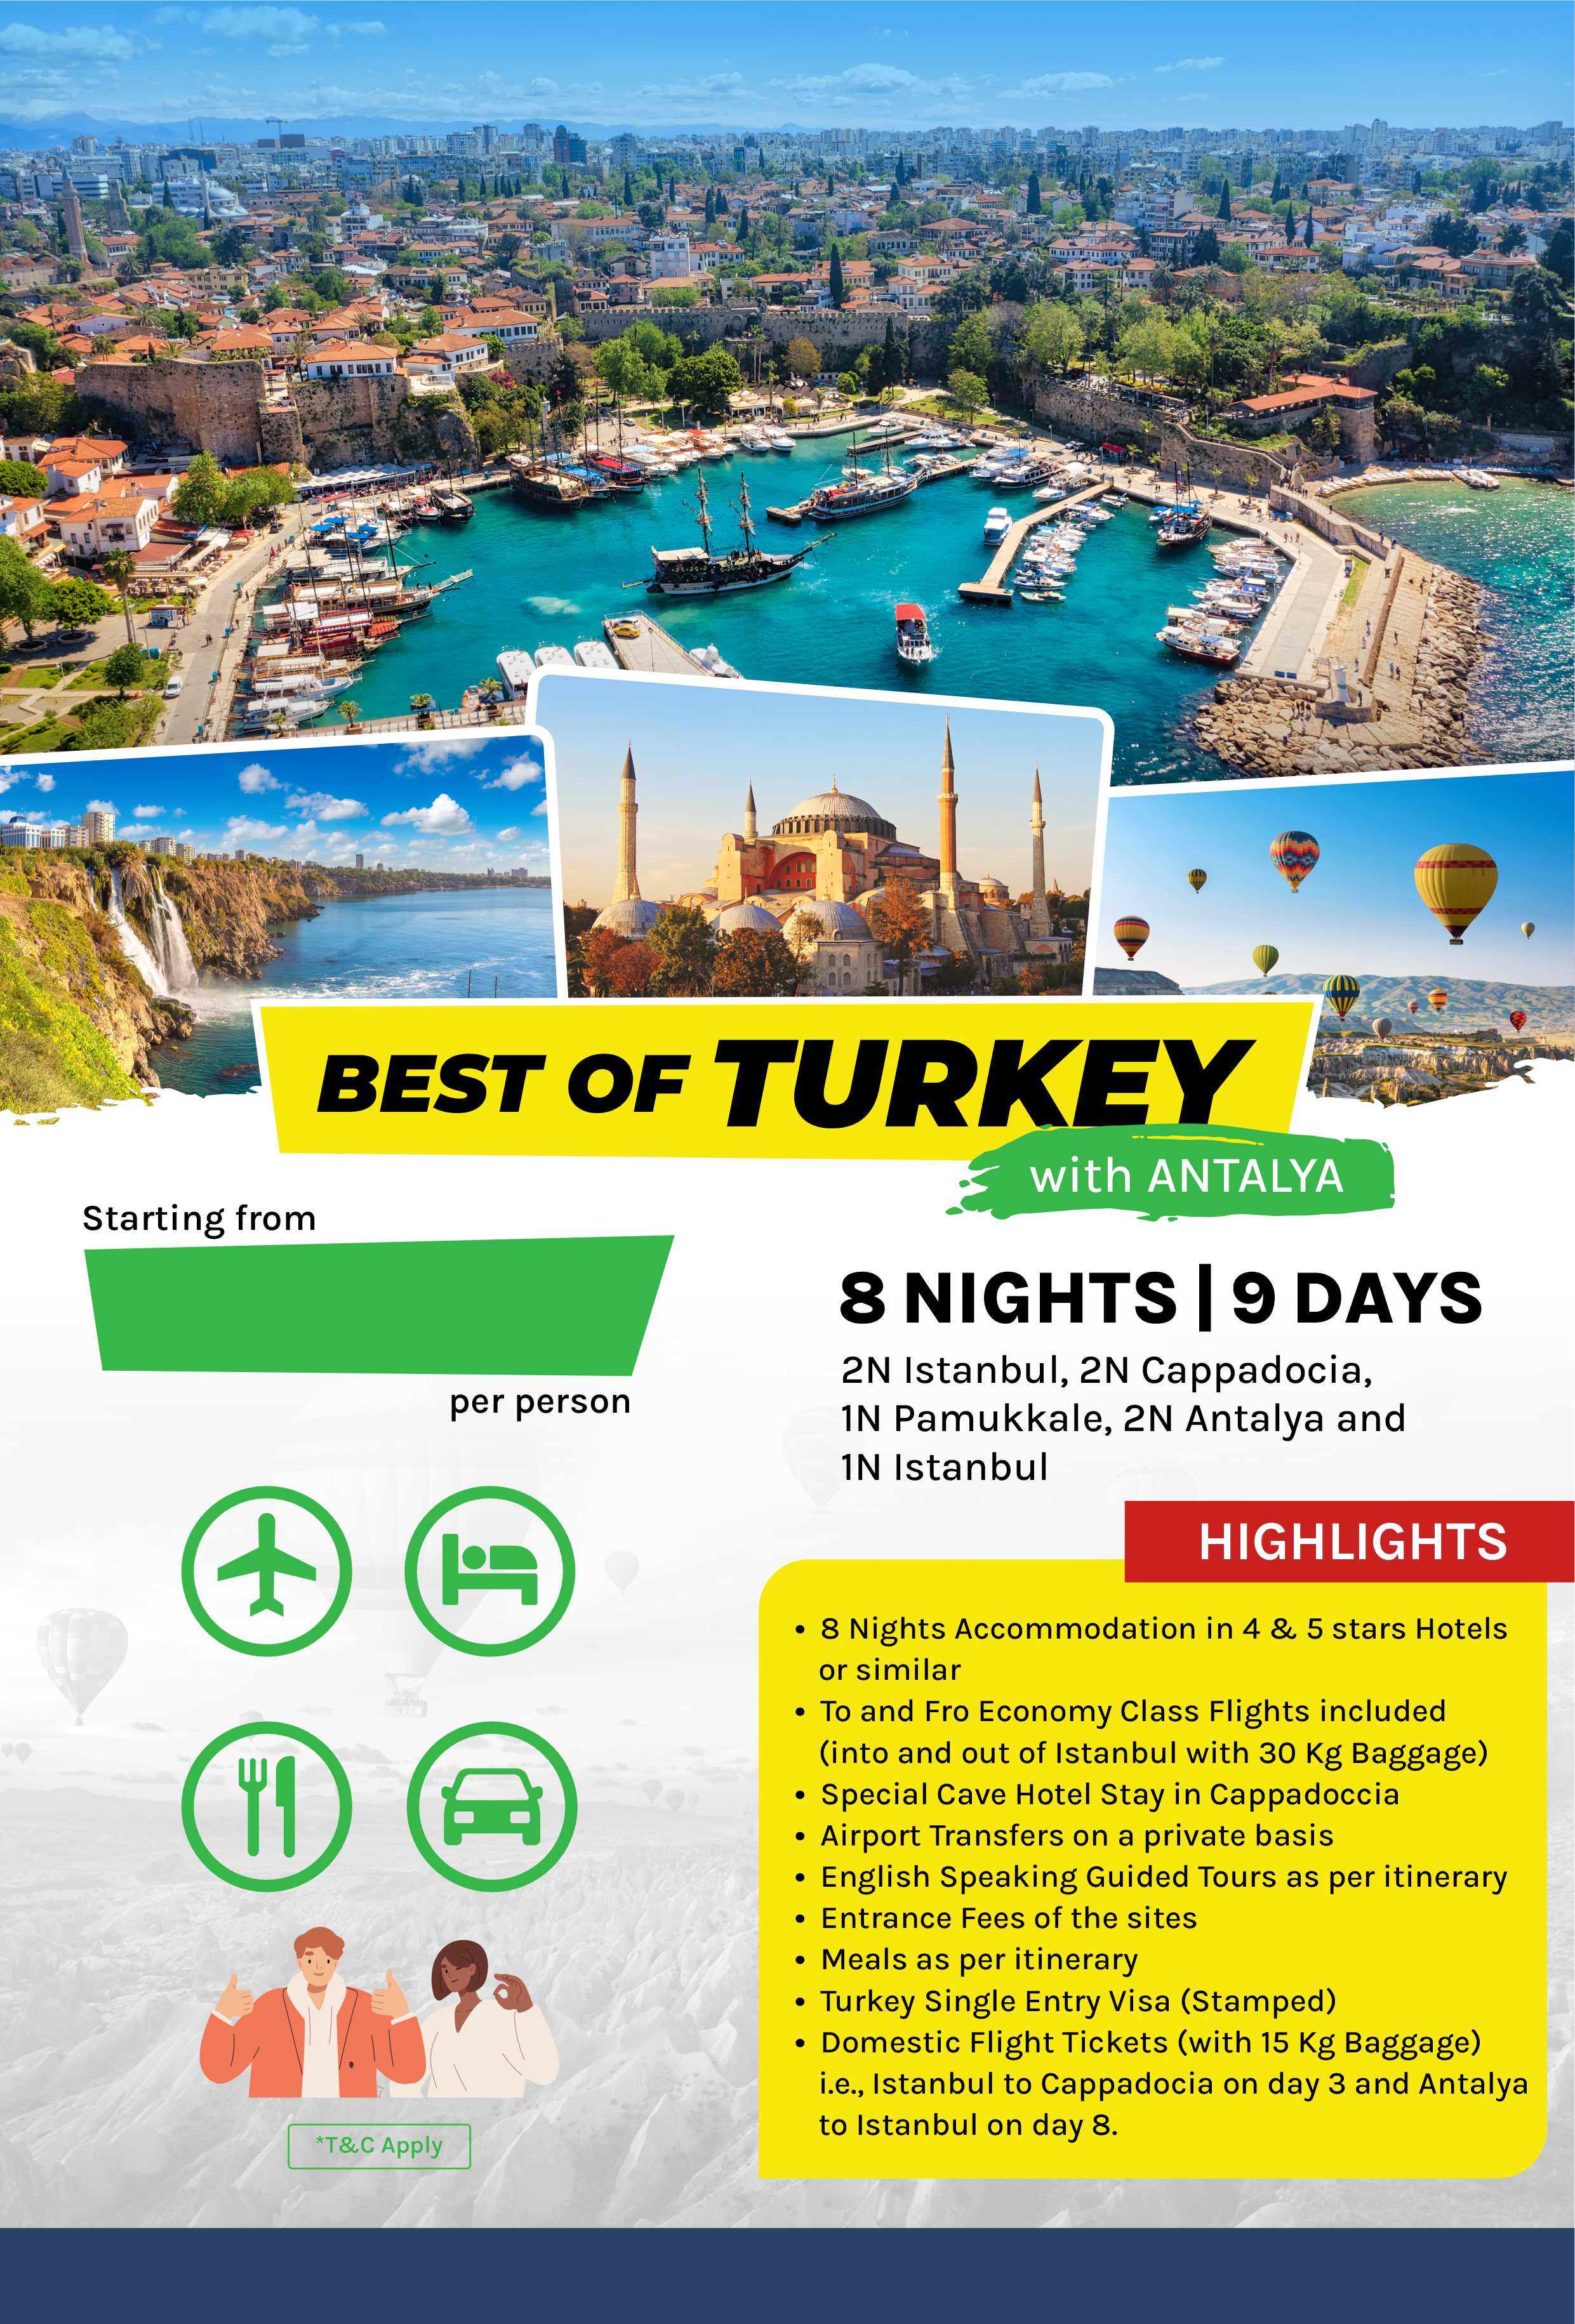 BEST OF TURKEY
with ANTALYA
Starting from
per person
8 NIGHTS | 9 DAYS
2N Istanbul, 2N Cappadocia,
1N Pamukkale, 2N Antalya and
1N Istanbul
HIGHLIGHTS
• 8 Nights Accommodation in 4 & 5 stars Hotels
or similar
• To and Fro Economy Class Flights included
(into and out of Istanbul with 30 Kg Baggage)
• Special Cave Hotel Stay in Cappadoccia
• Airport Transfers on a private basis
• English Speaking Guided Tours as per itinerary
• Entrance Fees of the sites
• Meals as per itinerary
• Turkey Single Entry Visa (Stamped)
• Domestic Flight Tickets (with 15 Kg Baggage)
i.e., Istanbul to Cappadocia on day 3 and Antalya
to Istanbul on day 8.
*T&C Apply